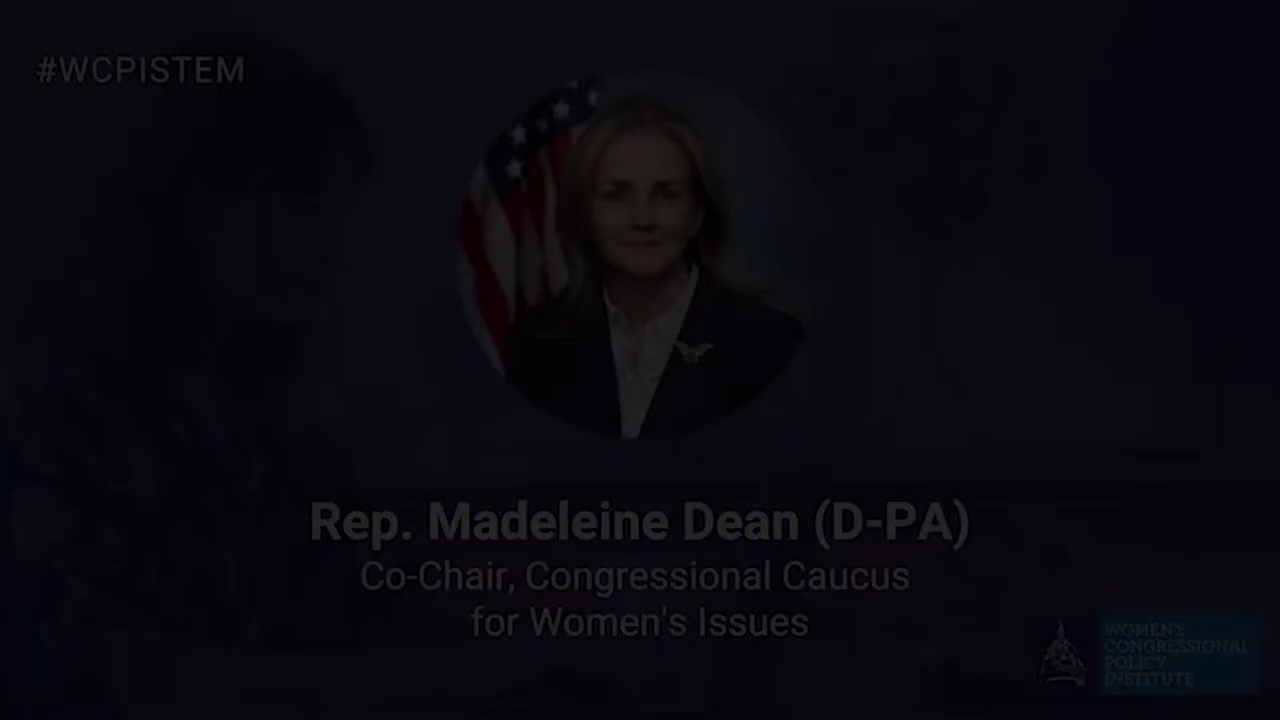 #WCPISTEM
Rep. Madeleine Dean (D-PA)
Co-Chair, Congressional Caucus
for Women's Issues
WOMEN'S
CONGRESSIONAL
POLICY
INSTITUTE